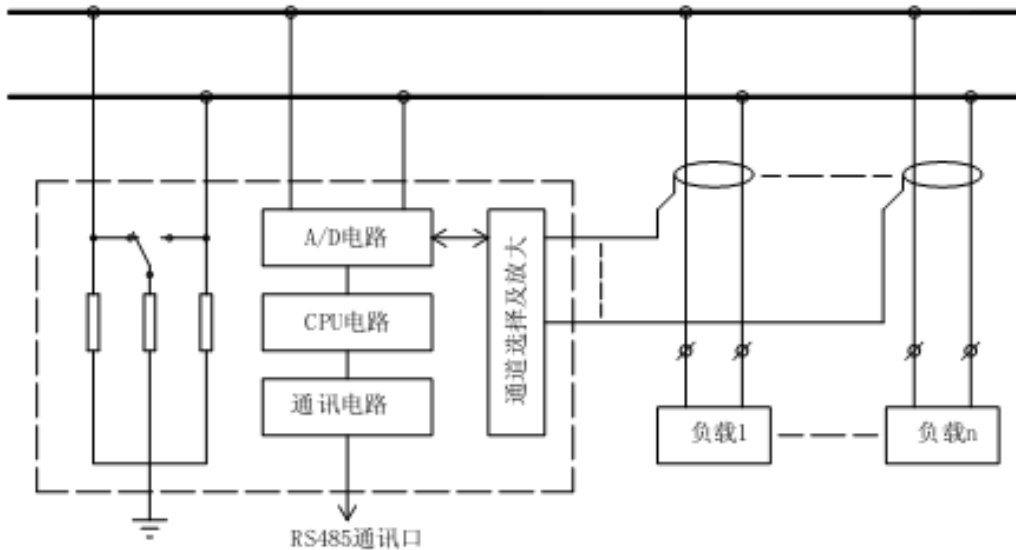 A/D电路
CPU电路
通讯电路
通道选择及放大
负载1
负载n
RS485通讯口